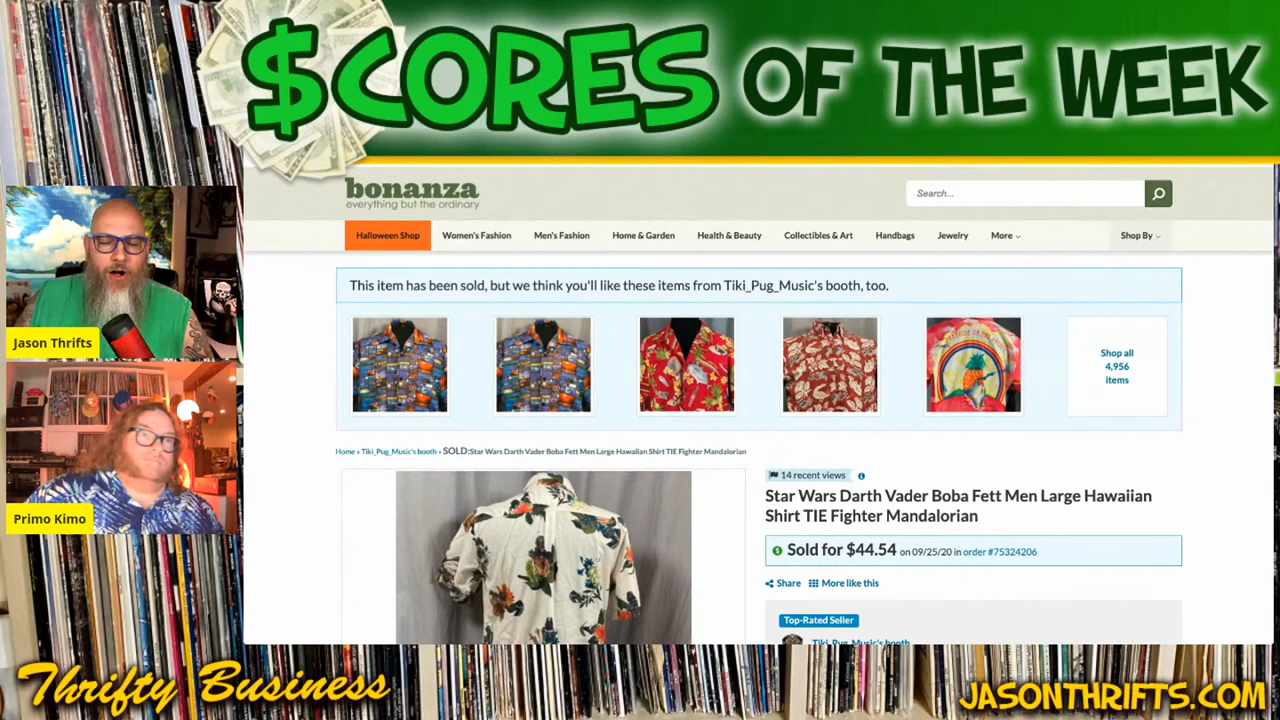 $CORES OF THE WEEK
bonanza
everything but the ordinary
Search...
Halloween Shop Women's Fashion Men's Fashion Home & Garden Health & Beauty Collectibles & Art Handbags Jewelry More Shop By
This item has been sold, but we think you'll like these items from Tiki_Pug_Music's booth, too.
Shop all
4,956
items
Jason Thrifts
Home » Tiki_Pug_Music's booth » SOLD:Star Wars Darth Vader Boba Fett Men Large Hawaiian Shirt TIE Fighter Mandalorian
14 recent views
Star Wars Darth Vader Boba Fett Men Large Hawaiian
Shirt TIE Fighter Mandalorian
Primo Kimo
Sold for $44.54 on 09/25/20 in order #75324206
Share More like this
Top-Rated Seller
Tiki_Pug_Music's booth
Thrifty Business
JASONTHRIFTS.COM